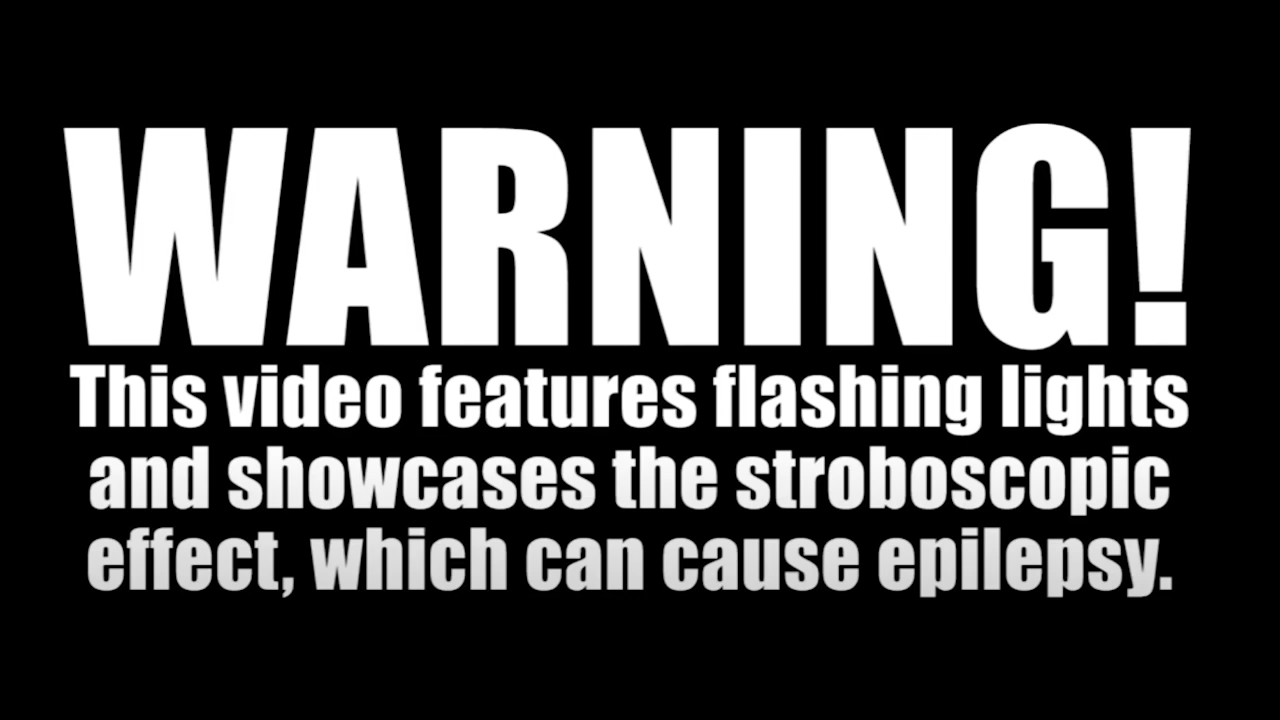 WARNING!
This video features flashing lights
and showcases the stroboscopic
effect, which can cause epilepsy.